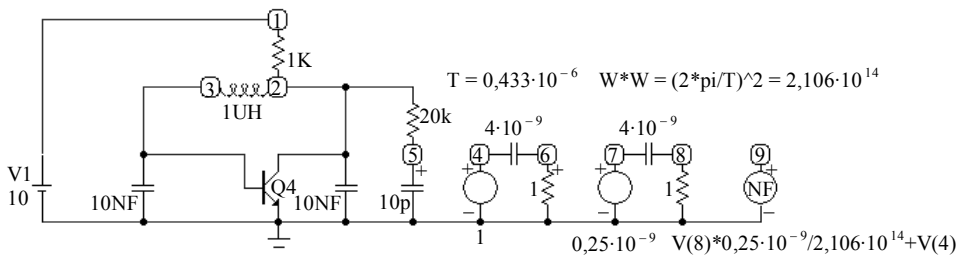 1
1K
T = 0,433·10⁻⁶ W*W = (2*pi/T)^2 = 2,106·10¹⁴
3 2
1UH
20k
4·10⁻⁹ 4·10⁻⁹
5 4 6 7 8 9
V1
10
10NF Q4 10NF 10p 1 1 NF
1 0,25·10⁻⁹ V(8)*0,25·10⁻⁹/2,106·10¹⁴+V(4)